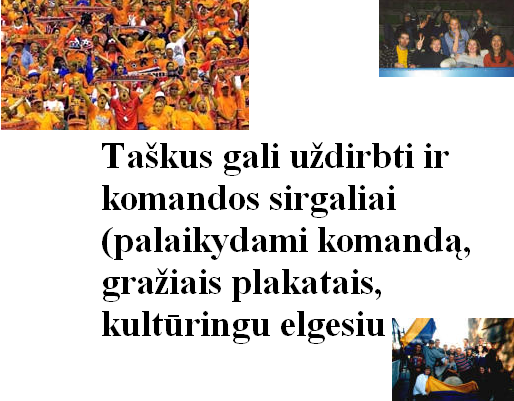 Taškus gali uždirbti ir
komandos sirgaliai
(palaikydami komandą,
gražiais plakatais,
kultūringu elgesiu